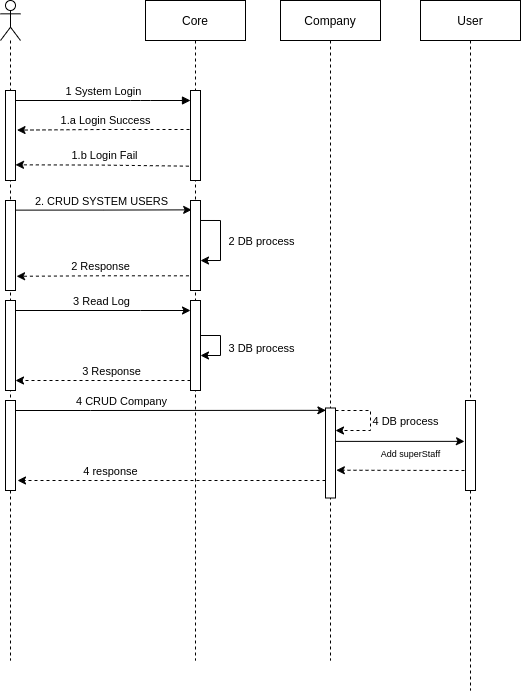 Core
Company
User
1 System Login
1.a Login Success
1.b Login Fail
2. CRUD SYSTEM USERS
2 DB process
2 Response
3 Read Log
3 DB process
3 Response
4 CRUD Company
4 DB process
Add superStaff
4 response